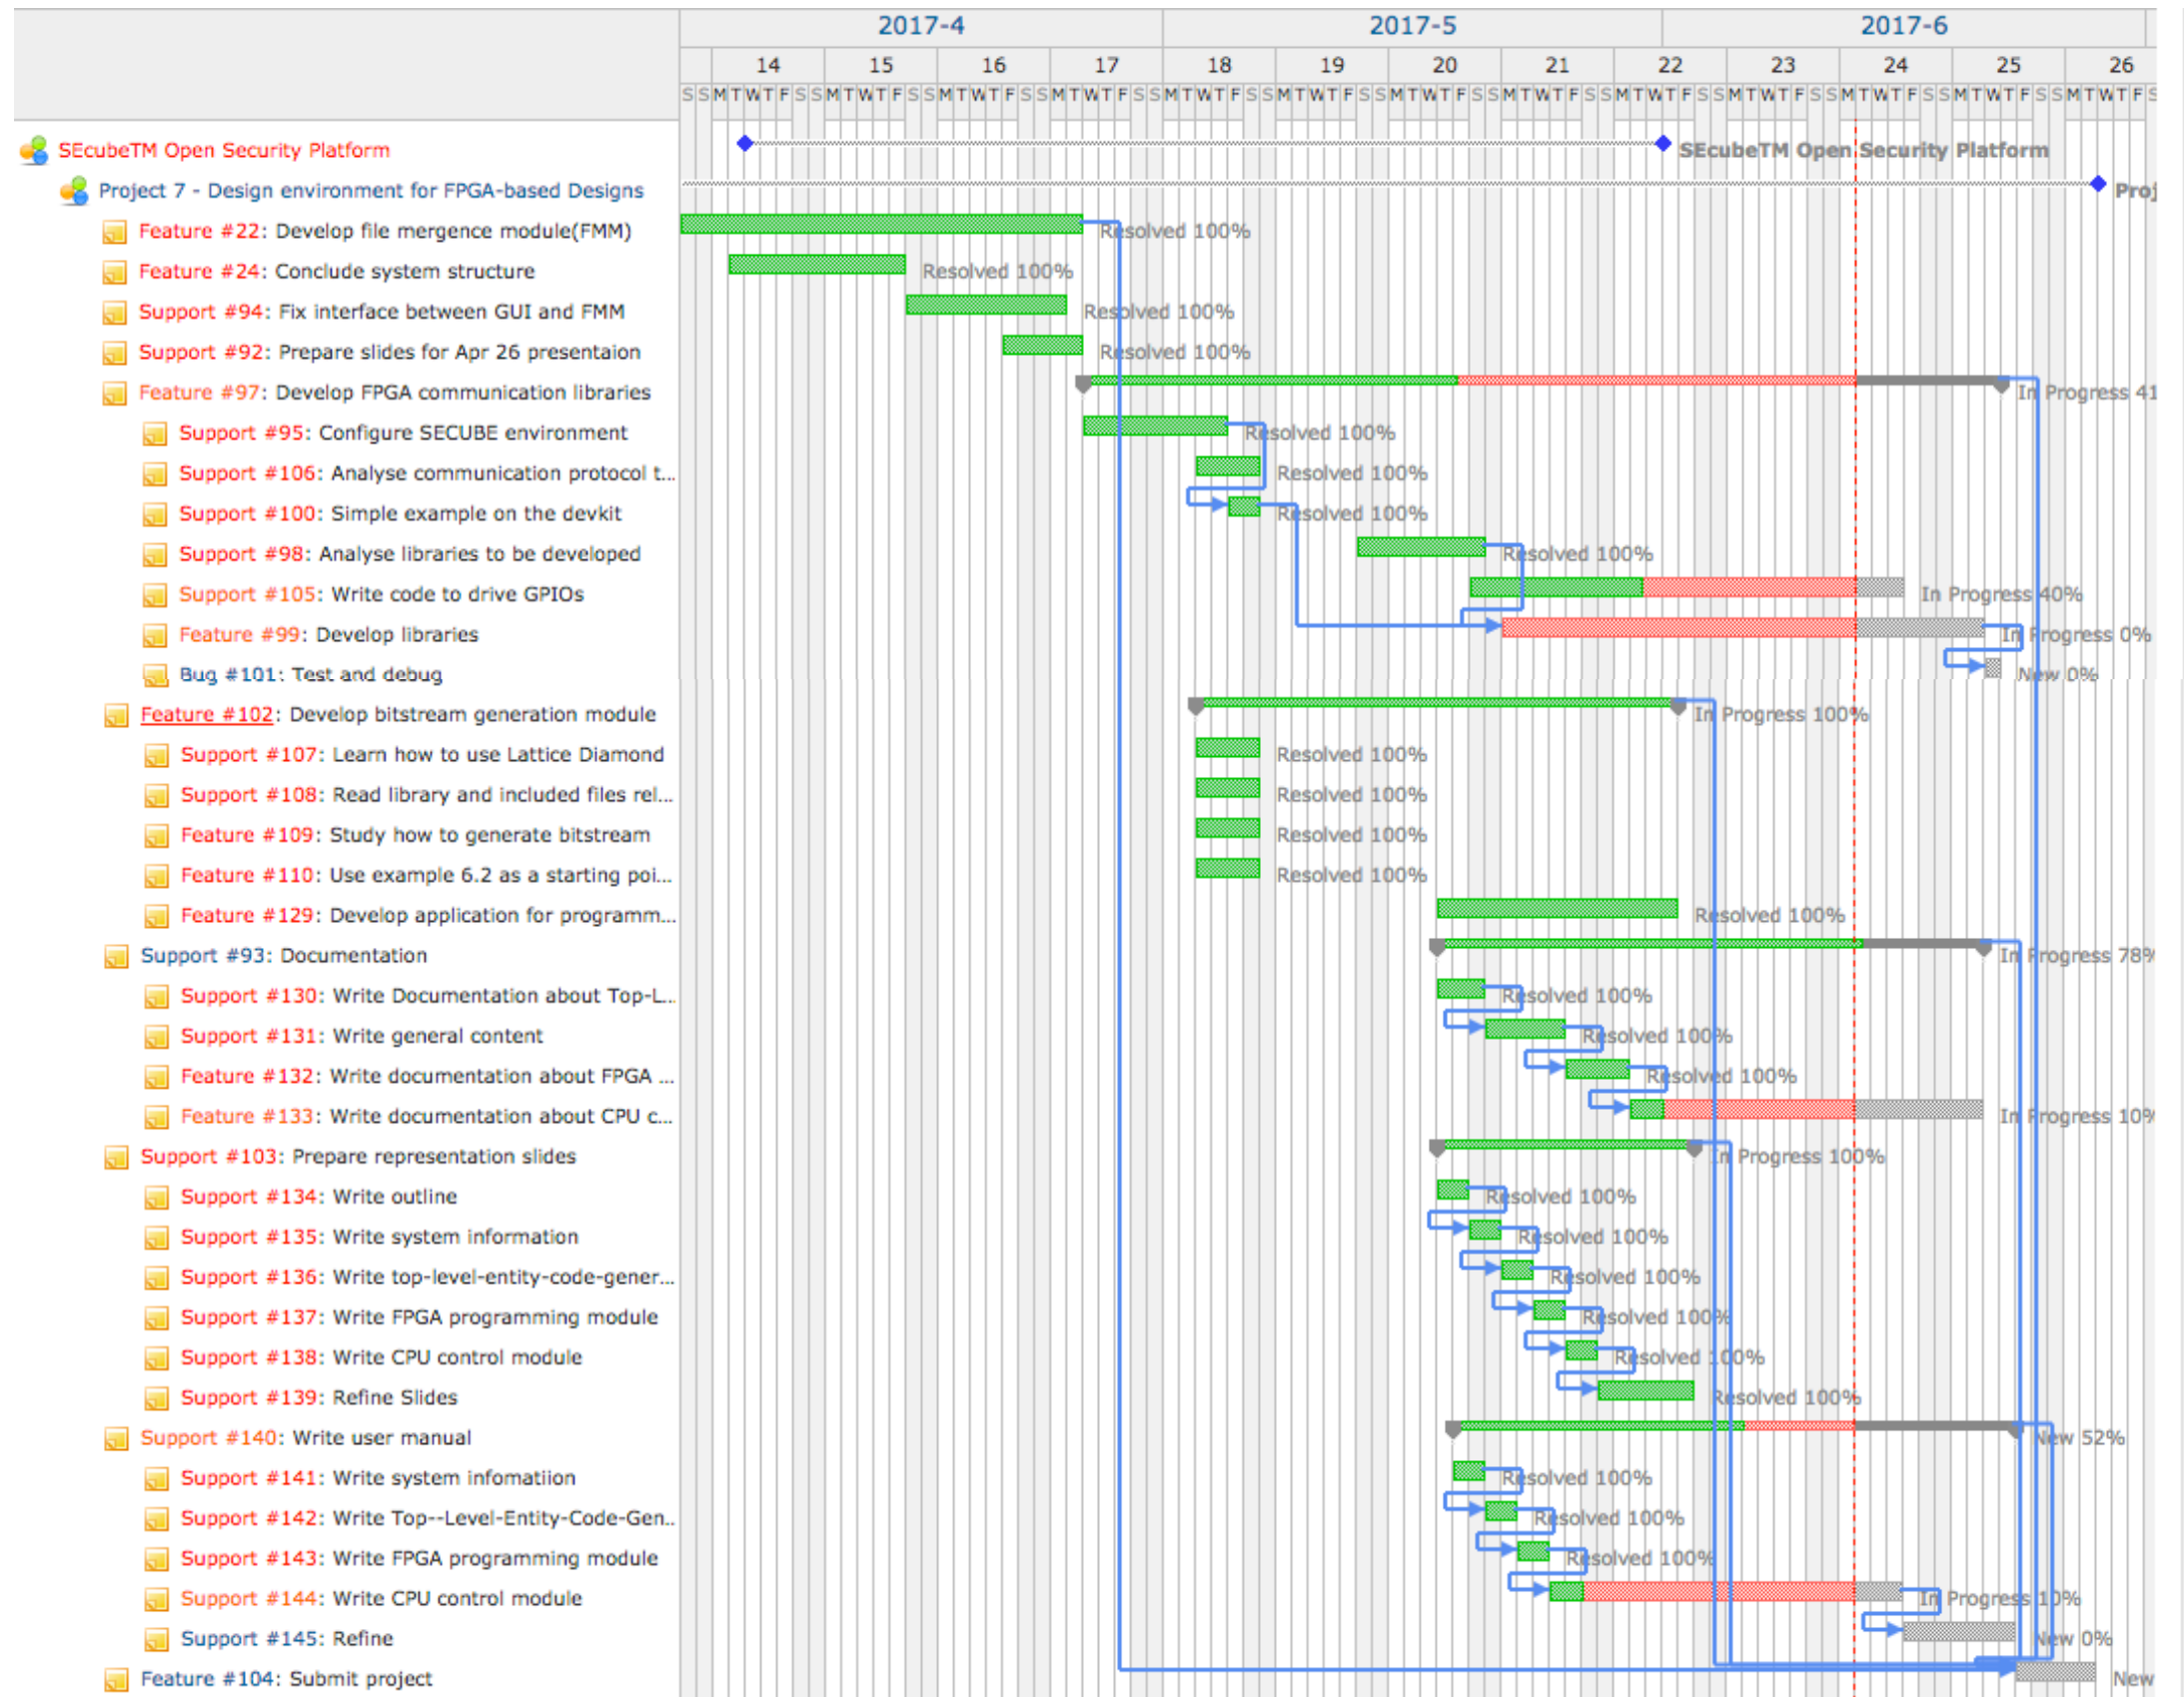 2017-4 2017-5 2017-6
14 15 16 17 18 19 20 21 22 23 24 25 26
S S M T W T F S S M T W T F S S M T W T F S S M T W T F S S M T W T F S S M T W T F S S M T W T F S S M T W T F S S M T W T F S S M T W T F S S M T W T F S S M T W T F S S M T W T F S
SEcubeTM Open Security Platform SEcubeTM Open Security Platform
Project 7 - Design environment for FPGA-based Designs Proj
Feature #22: Develop file mergence module(FMM) Resolved 100%
Feature #24: Conclude system structure Resolved 100%
Support #94: Fix interface between GUI and FMM Resolved 100%
Support #92: Prepare slides for Apr 26 presentaion Resolved 100%
Feature #97: Develop FPGA communication libraries In Progress 41
Support #95: Configure SECUBE environment Resolved 100%
Support #106: Analyse communication protocol t... Resolved 100%
Support #100: Simple example on the devkit Resolved 100%
Support #98: Analyse libraries to be developed Resolved 100%
Support #105: Write code to drive GPIOs In Progress 40%
Feature #99: Develop libraries In Progress 0%
Bug #101: Test and debug New 0%
Feature #102: Develop bitstream generation module In Progress 100%
Support #107: Learn how to use Lattice Diamond Resolved 100%
Support #108: Read library and included files rel... Resolved 100%
Feature #109: Study how to generate bitstream Resolved 100%
Feature #110: Use example 6.2 as a starting poi... Resolved 100%
Feature #129: Develop application for programm... Resolved 100%
Support #93: Documentation In Progress 78%
Support #130: Write Documentation about Top-L... Resolved 100%
Support #131: Write general content Resolved 100%
Feature #132: Write documentation about FPGA ... Resolved 100%
Feature #133: Write documentation about CPU c... In Progress 10%
Support #103: Prepare representation slides In Progress 100%
Support #134: Write outline Resolved 100%
Support #135: Write system information Resolved 100%
Support #136: Write top-level-entity-code-gener... Resolved 100%
Support #137: Write FPGA programming module Resolved 100%
Support #138: Write CPU control module Resolved 100%
Support #139: Refine Slides Resolved 100%
Support #140: Write user manual New 52%
Support #141: Write system infomatiion Resolved 100%
Support #142: Write Top--Level-Entity-Code-Gen.. Resolved 100%
Support #143: Write FPGA programming module Resolved 100%
Support #144: Write CPU control module In Progress 10%
Support #145: Refine New 0%
Feature #104: Submit project New